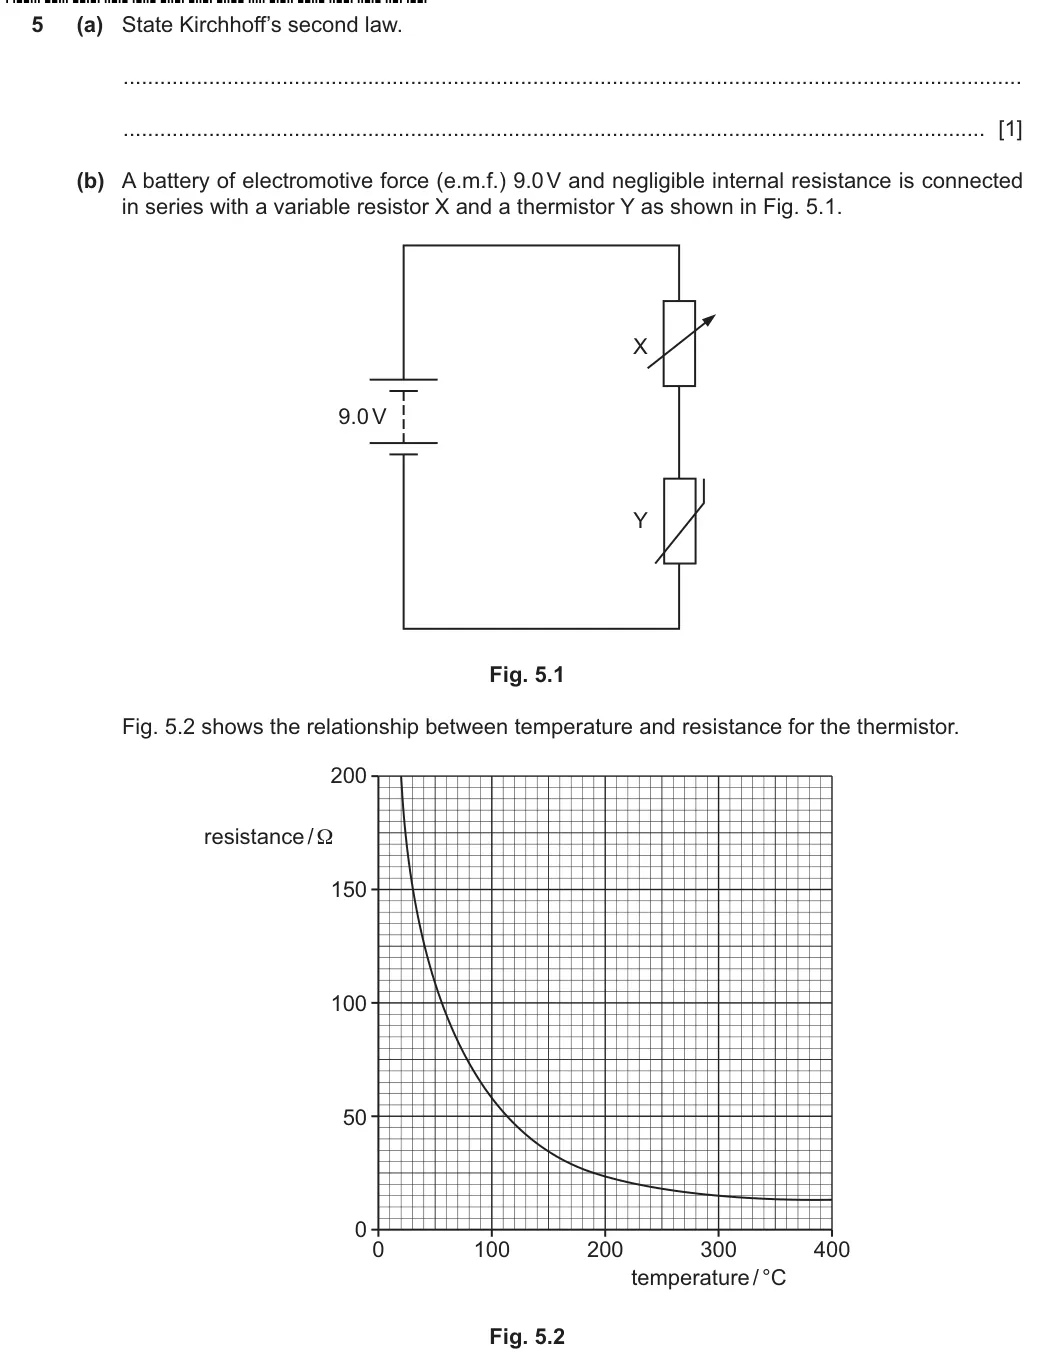 5 (a) State Kirchhoff's second law.
..........................................................................................................................................................
.................................................................................................................................................... [1]
(b) A battery of electromotive force (e.m.f.) 9.0 V and negligible internal resistance is connected
in series with a variable resistor X and a thermistor Y as shown in Fig. 5.1.
X
9.0 V
Y
Fig. 5.1
Fig. 5.2 shows the relationship between temperature and resistance for the thermistor.
200
resistance / Ω
150
100
50
0
0 100 200 300 400
temperature / °C
Fig. 5.2